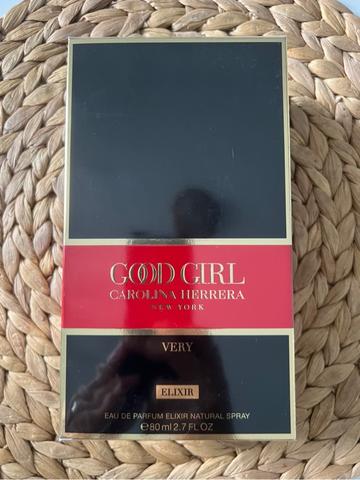 GOOD GIRL
CAROLINA HERRERA
NEW YORK
VERY
ELIXIR
EAU DE PARFUM ELIXIR NATURAL SPRAY
℮80 ml 2.7 FL OZ